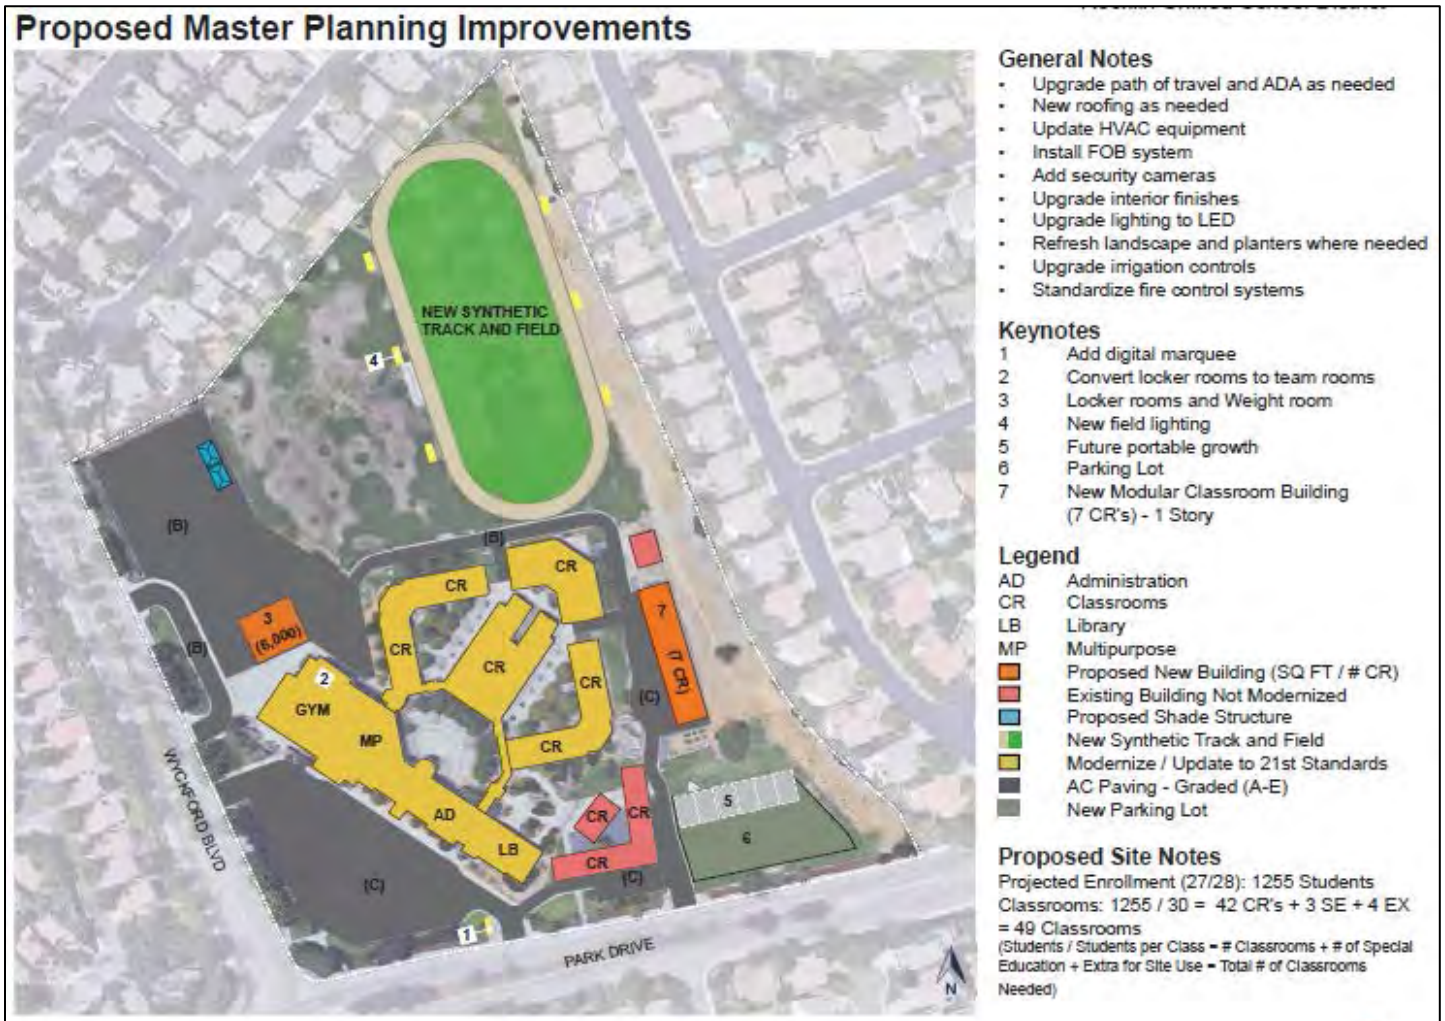 Proposed Master Planning Improvements
General Notes
- Upgrade path of travel and ADA as needed
- New roofing as needed
- Update HVAC equipment
- Install FOB system
- Add security cameras
- Upgrade interior finishes
- Upgrade lighting to LED
- Refresh landscape and planters where needed
- Upgrade irrigation controls
- Standardize fire control systems
Keynotes
1 Add digital marquee
2 Convert locker rooms to team rooms
3 Locker rooms and Weight room
4 New field lighting
5 Future portable growth
6 Parking Lot
7 New Modular Classroom Building
(7 CR's) - 1 Story
Legend
AD Administration
CR Classrooms
LB Library
MP Multipurpose
Proposed New Building (SQ FT / # CR)
Existing Building Not Modernized
Proposed Shade Structure
New Synthetic Track and Field
Modernize / Update to 21st Standards
AC Paving - Graded (A-E)
New Parking Lot
Proposed Site Notes
Projected Enrollment (27/28): 1255 Students
Classrooms: 1255 / 30 = 42 CR's + 3 SE + 4 EX
= 49 Classrooms
(Students / Students per Class = # Classrooms + # of Special
Education + Extra for Site Use = Total # of Classrooms
Needed)
NEW SYNTHETIC
TRACK AND FIELD
4
(B)
(B)
CR
CR
7
3
(6,000)
(B)
CR
CR
(7 CR)
2
CR
(C)
GYM
MP
CR
WYCNFORD BLVD
5
AD
CR
CR
6
LB
CR
(C)
(C)
1
PARK DRIVE
N